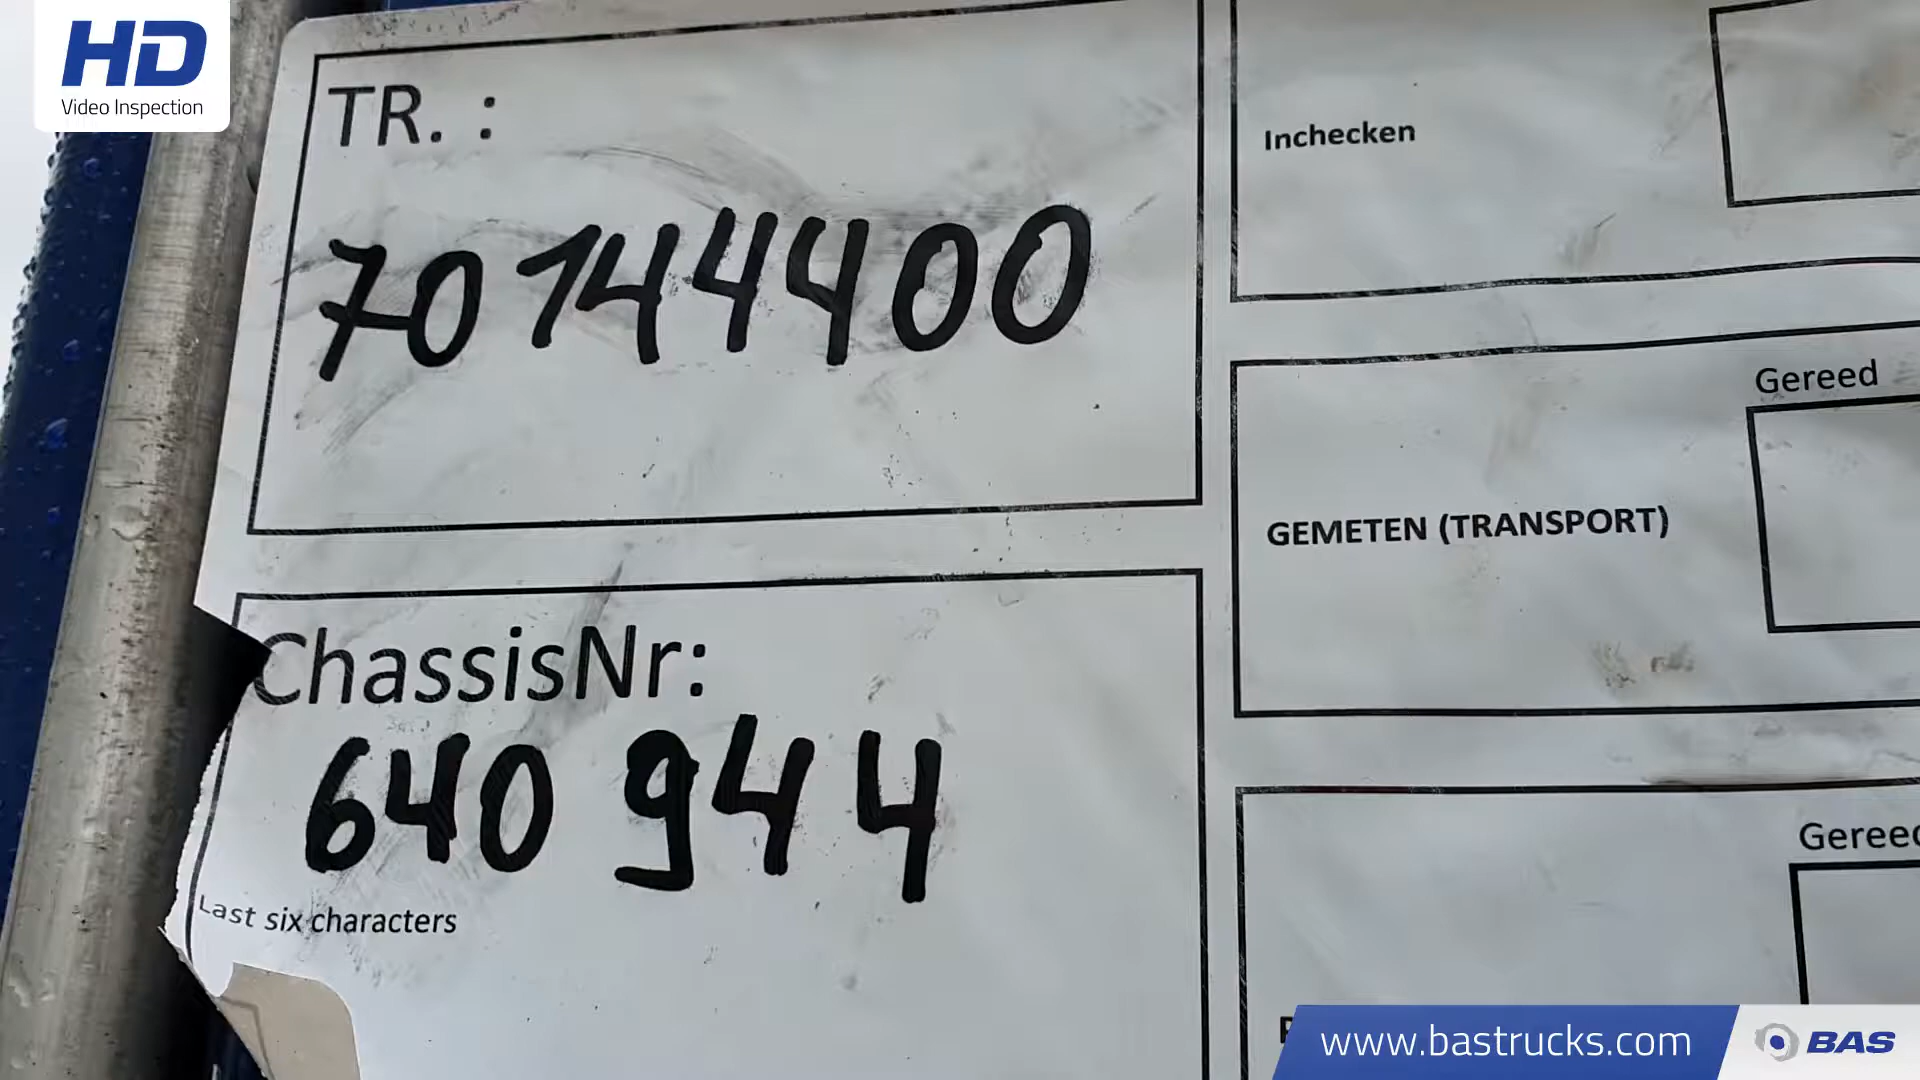 HD
Video Inspection
TR. :
70144400
Inchecken
Gereed
GEMETEN (TRANSPORT)
ChassisNr:
640 944
Last six characters
Gereed
www.bastrucks.com
BAS